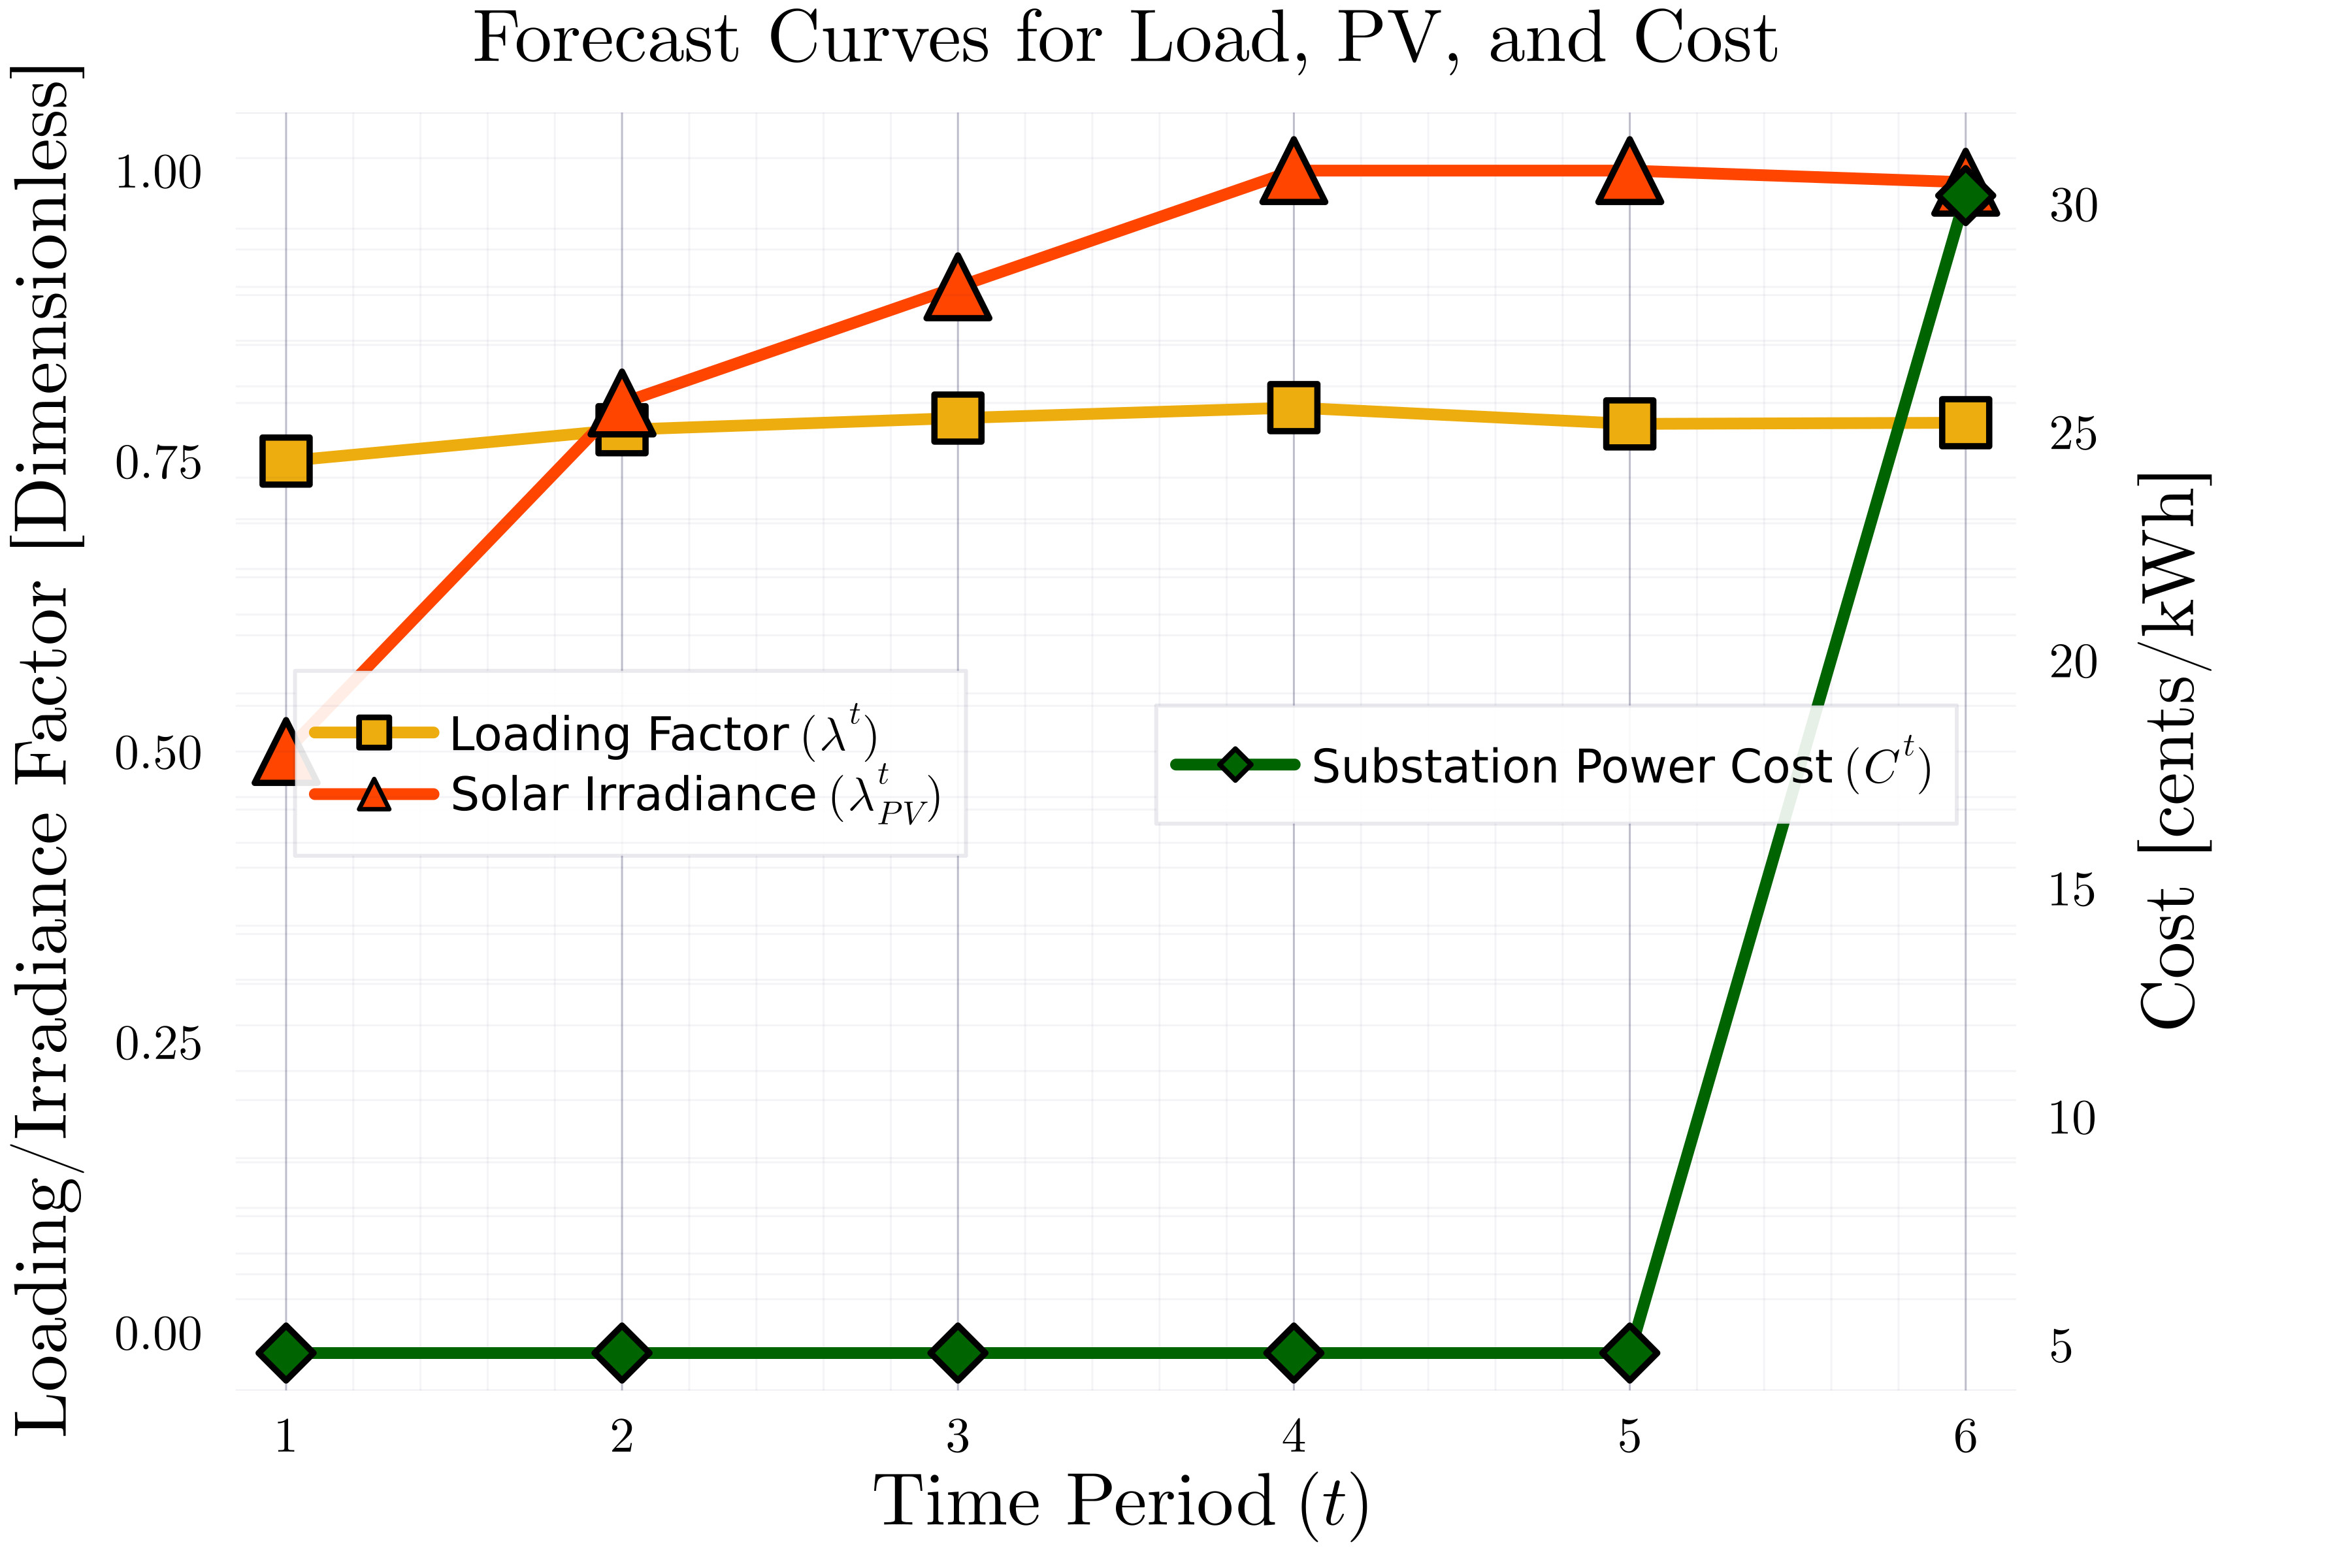 Forecast Curves for Load, PV, and Cost
Loading/Irradiance Factor [Dimensionless]
1.00
0.75
0.50
0.25
0.00
Loading Factor (λ^t)
Solar Irradiance (λ^t_PV)
Substation Power Cost (C^t)
30
25
20
15
10
5
Cost [cents/kWh]
1 2 3 4 5 6
Time Period (t)